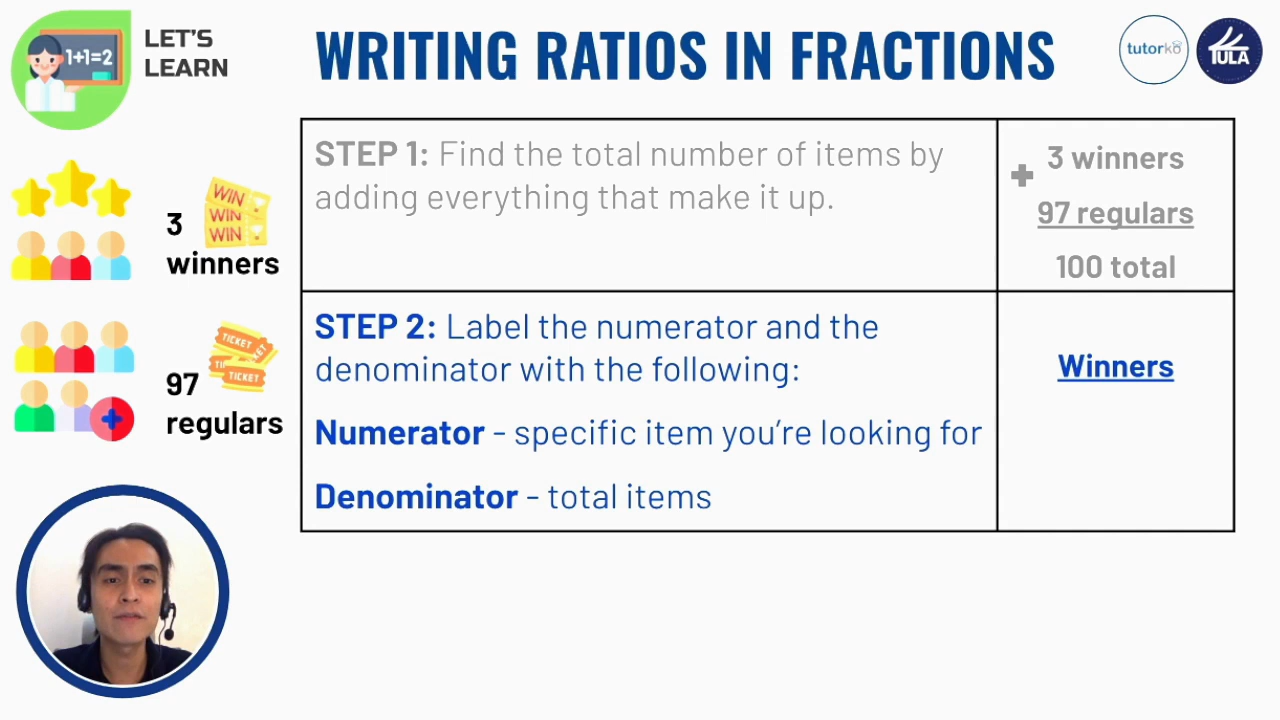 1+1=2
LET'S
LEARN
WRITING RATIOS IN FRACTIONS
tutorko
TULA
WIN
WIN
WIN
3
winners
TICKET
TICKET
97
regulars
STEP 1: Find the total number of items by
adding everything that make it up.
3 winners
+
97 regulars
100 total
STEP 2: Label the numerator and the
denominator with the following:
Numerator - specific item you're looking for
Denominator - total items
Winners